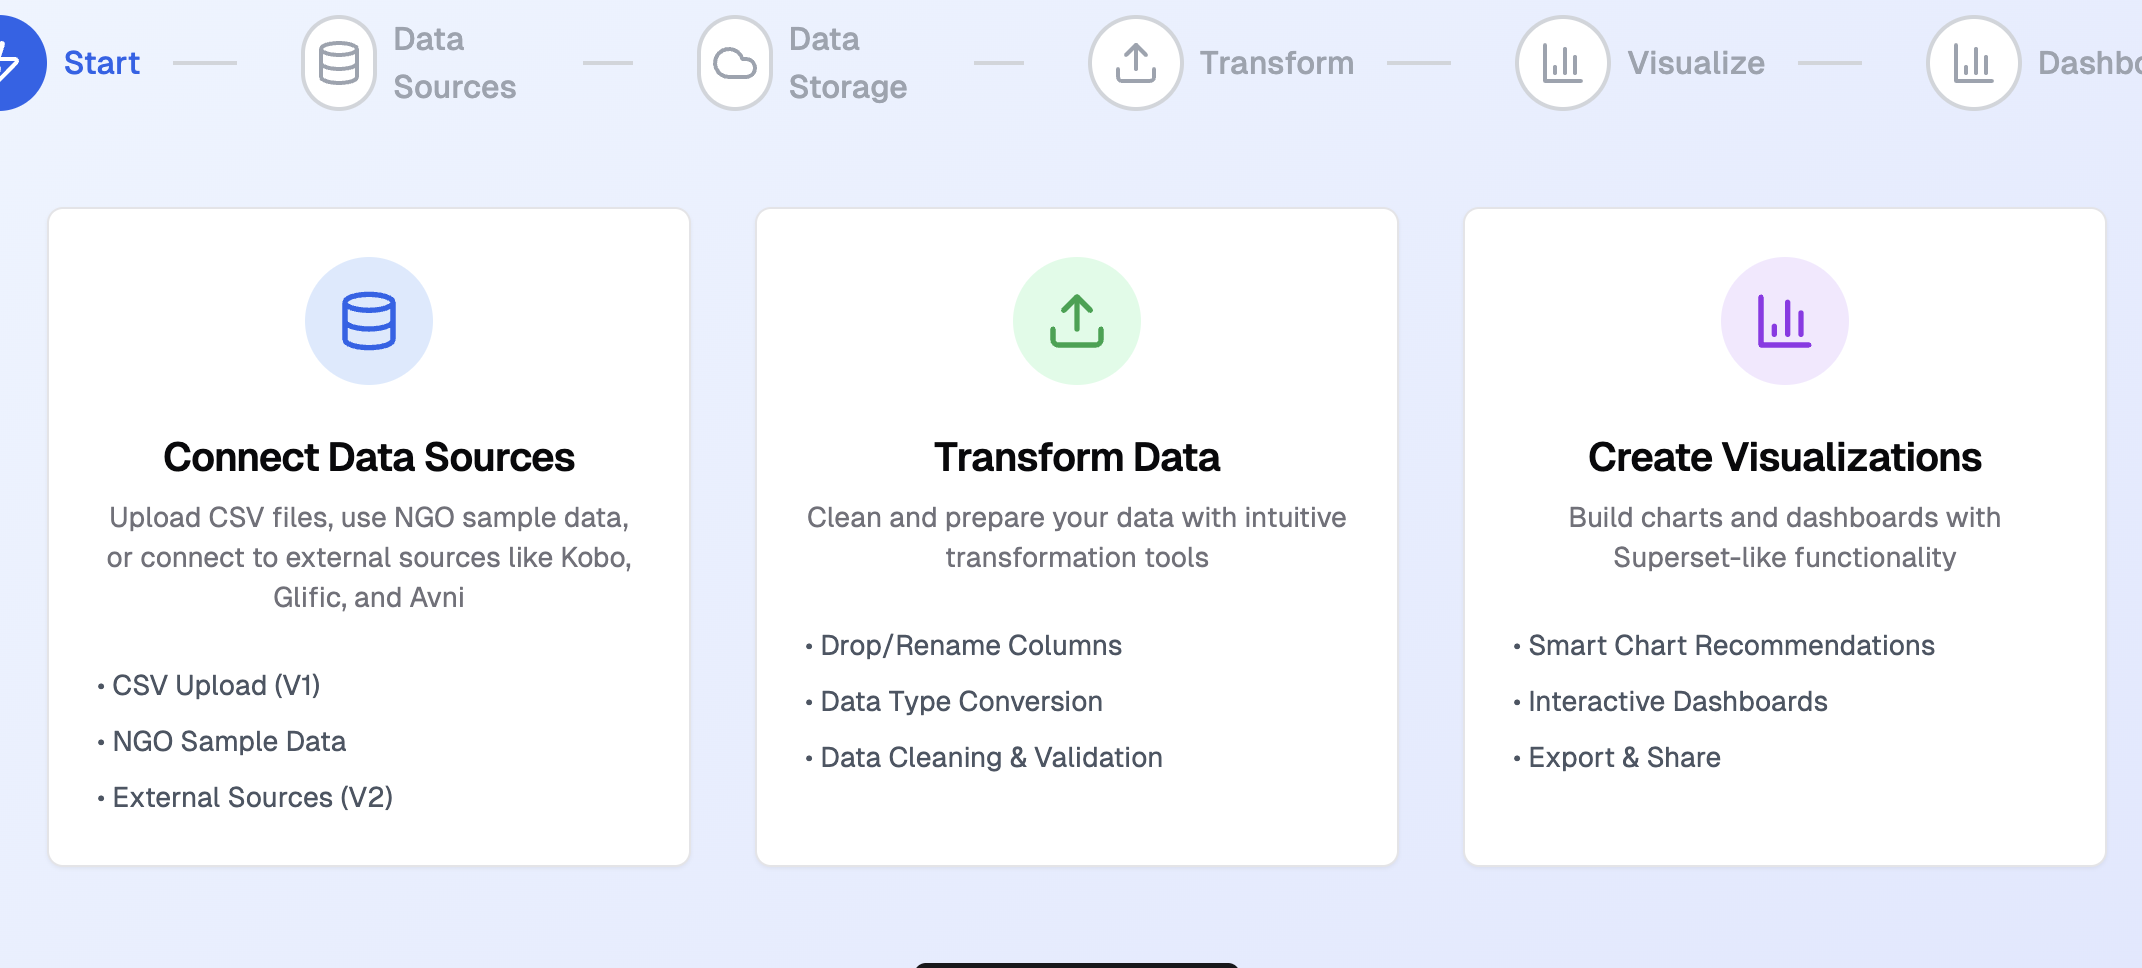 Start
Data
Sources
Data
Storage
Transform
Visualize
Connect Data Sources
Upload CSV files, use NGO sample data,
or connect to external sources like Kobo,
Glific, and Avni
• CSV Upload (V1)
• NGO Sample Data
• External Sources (V2)
Transform Data
Clean and prepare your data with intuitive
transformation tools
• Drop/Rename Columns
• Data Type Conversion
• Data Cleaning & Validation
Create Visualizations
Build charts and dashboards with
Superset-like functionality
• Smart Chart Recommendations
• Interactive Dashboards
• Export & Share